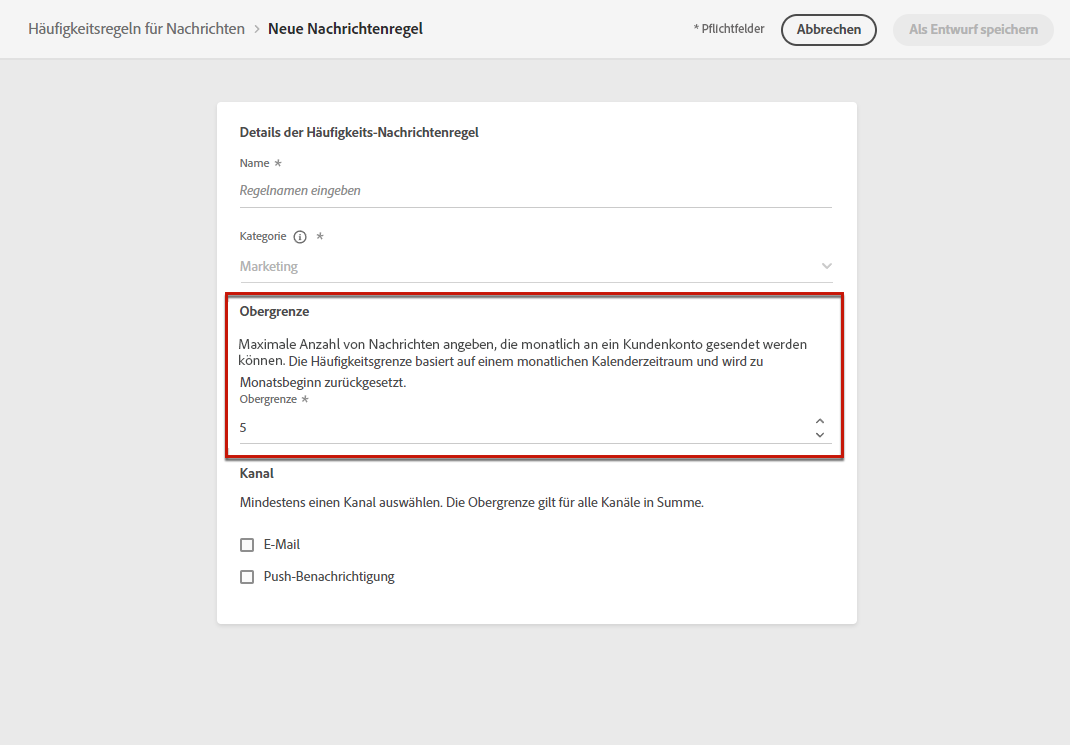 Häufigkeitsregeln für Nachrichten > Neue Nachrichtenregel
* Pflichtfelder
Abbrechen
Als Entwurf speichern
Details der Häufigkeits-Nachrichtenregel
Name *
Regelnamen eingeben
Kategorie *
Marketing
Obergrenze
Maximale Anzahl von Nachrichten angeben, die monatlich an ein Kundenkonto gesendet werden
können. Die Häufigkeitsgrenze basiert auf einem monatlichen Kalenderzeitraum und wird zu
Monatsbeginn zurückgesetzt.
Obergrenze *
5
Kanal
Mindestens einen Kanal auswählen. Die Obergrenze gilt für alle Kanäle in Summe.
E-Mail
Push-Benachrichtigung